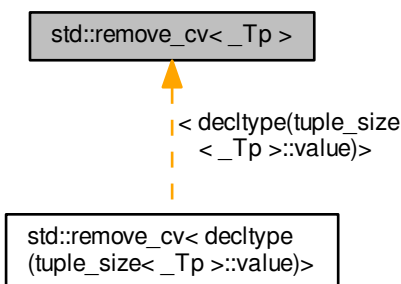 std::remove_cv< _Tp >
< decltype(tuple_size
< _Tp >::value)>
std::remove_cv< decltype
(tuple_size< _Tp >::value)>